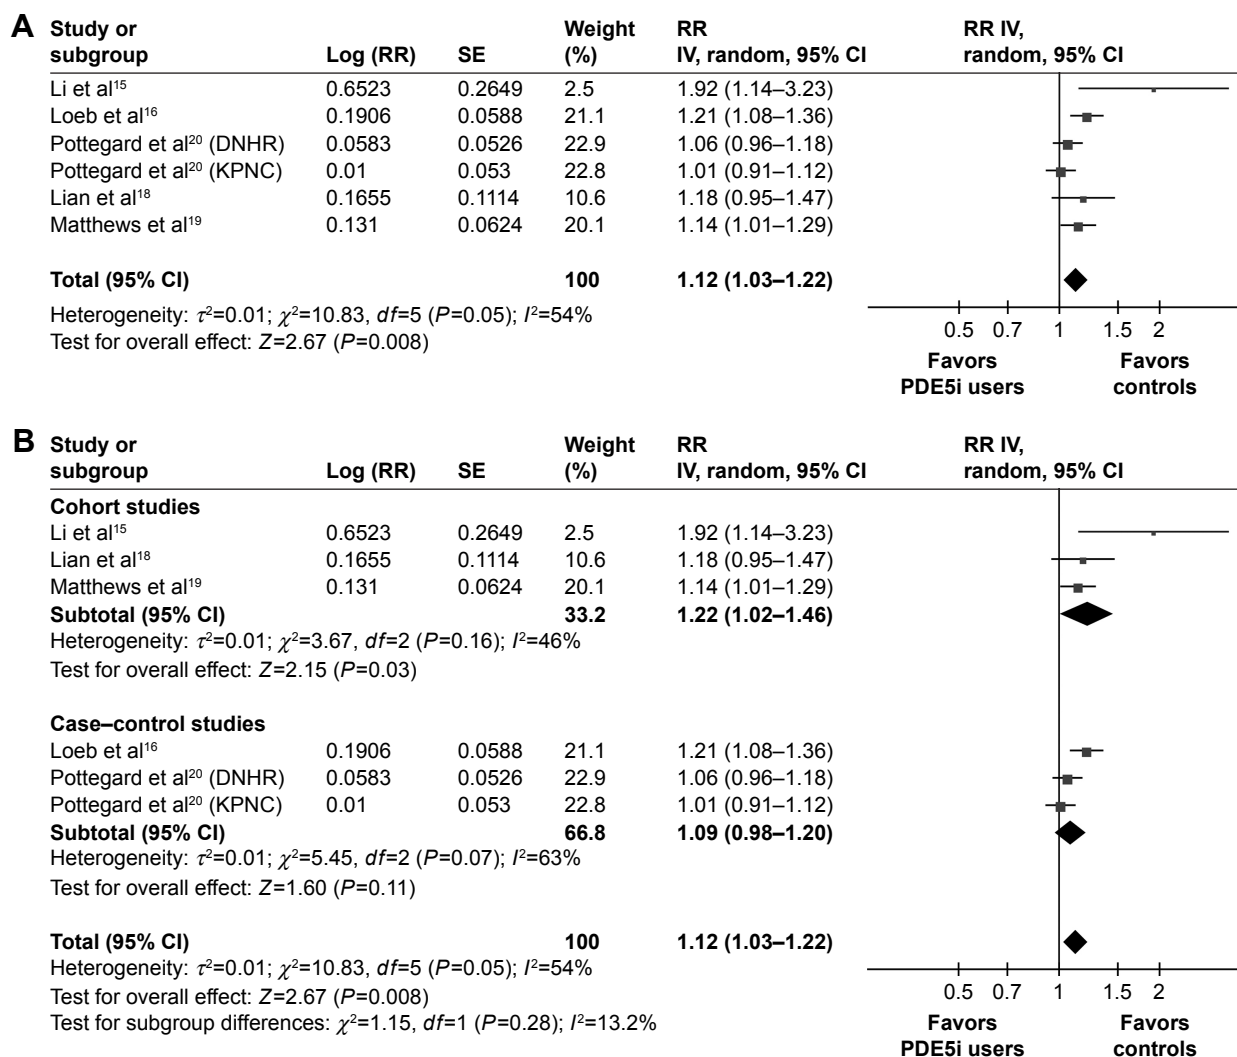 A Study or subgroup Log (RR) SE Weight (%) RR IV, random, 95% CI RR IV, random, 95% CI
Li et al15 0.6523 0.2649 2.5 1.92 (1.14–3.23)
Loeb et al16 0.1906 0.0588 21.1 1.21 (1.08–1.36)
Pottegard et al20 (DNHR) 0.0583 0.0526 22.9 1.06 (0.96–1.18)
Pottegard et al20 (KPNC) 0.01 0.053 22.8 1.01 (0.91–1.12)
Lian et al18 0.1655 0.1114 10.6 1.18 (0.95–1.47)
Matthews et al19 0.131 0.0624 20.1 1.14 (1.01–1.29)
Total (95% CI) 100 1.12 (1.03–1.22)
Heterogeneity: τ²=0.01; χ²=10.83, df=5 (P=0.05); I²=54%
Test for overall effect: Z=2.67 (P=0.008)
0.5 0.7 1 1.5 2
Favors PDE5i users Favors controls
B Study or subgroup Log (RR) SE Weight (%) RR IV, random, 95% CI RR IV, random, 95% CI
Cohort studies
Li et al15 0.6523 0.2649 2.5 1.92 (1.14–3.23)
Lian et al18 0.1655 0.1114 10.6 1.18 (0.95–1.47)
Matthews et al19 0.131 0.0624 20.1 1.14 (1.01–1.29)
Subtotal (95% CI) 33.2 1.22 (1.02–1.46)
Heterogeneity: τ²=0.01; χ²=3.67, df=2 (P=0.16); I²=46%
Test for overall effect: Z=2.15 (P=0.03)
Case–control studies
Loeb et al16 0.1906 0.0588 21.1 1.21 (1.08–1.36)
Pottegard et al20 (DNHR) 0.0583 0.0526 22.9 1.06 (0.96–1.18)
Pottegard et al20 (KPNC) 0.01 0.053 22.8 1.01 (0.91–1.12)
Subtotal (95% CI) 66.8 1.09 (0.98–1.20)
Heterogeneity: τ²=0.01; χ²=5.45, df=2 (P=0.07); I²=63%
Test for overall effect: Z=1.60 (P=0.11)
Total (95% CI) 100 1.12 (1.03–1.22)
Heterogeneity: τ²=0.01; χ²=10.83, df=5 (P=0.05); I²=54%
Test for overall effect: Z=2.67 (P=0.008)
Test for subgroup differences: χ²=1.15, df=1 (P=0.28); I²=13.2%
0.5 0.7 1 1.5 2
Favors PDE5i users Favors controls